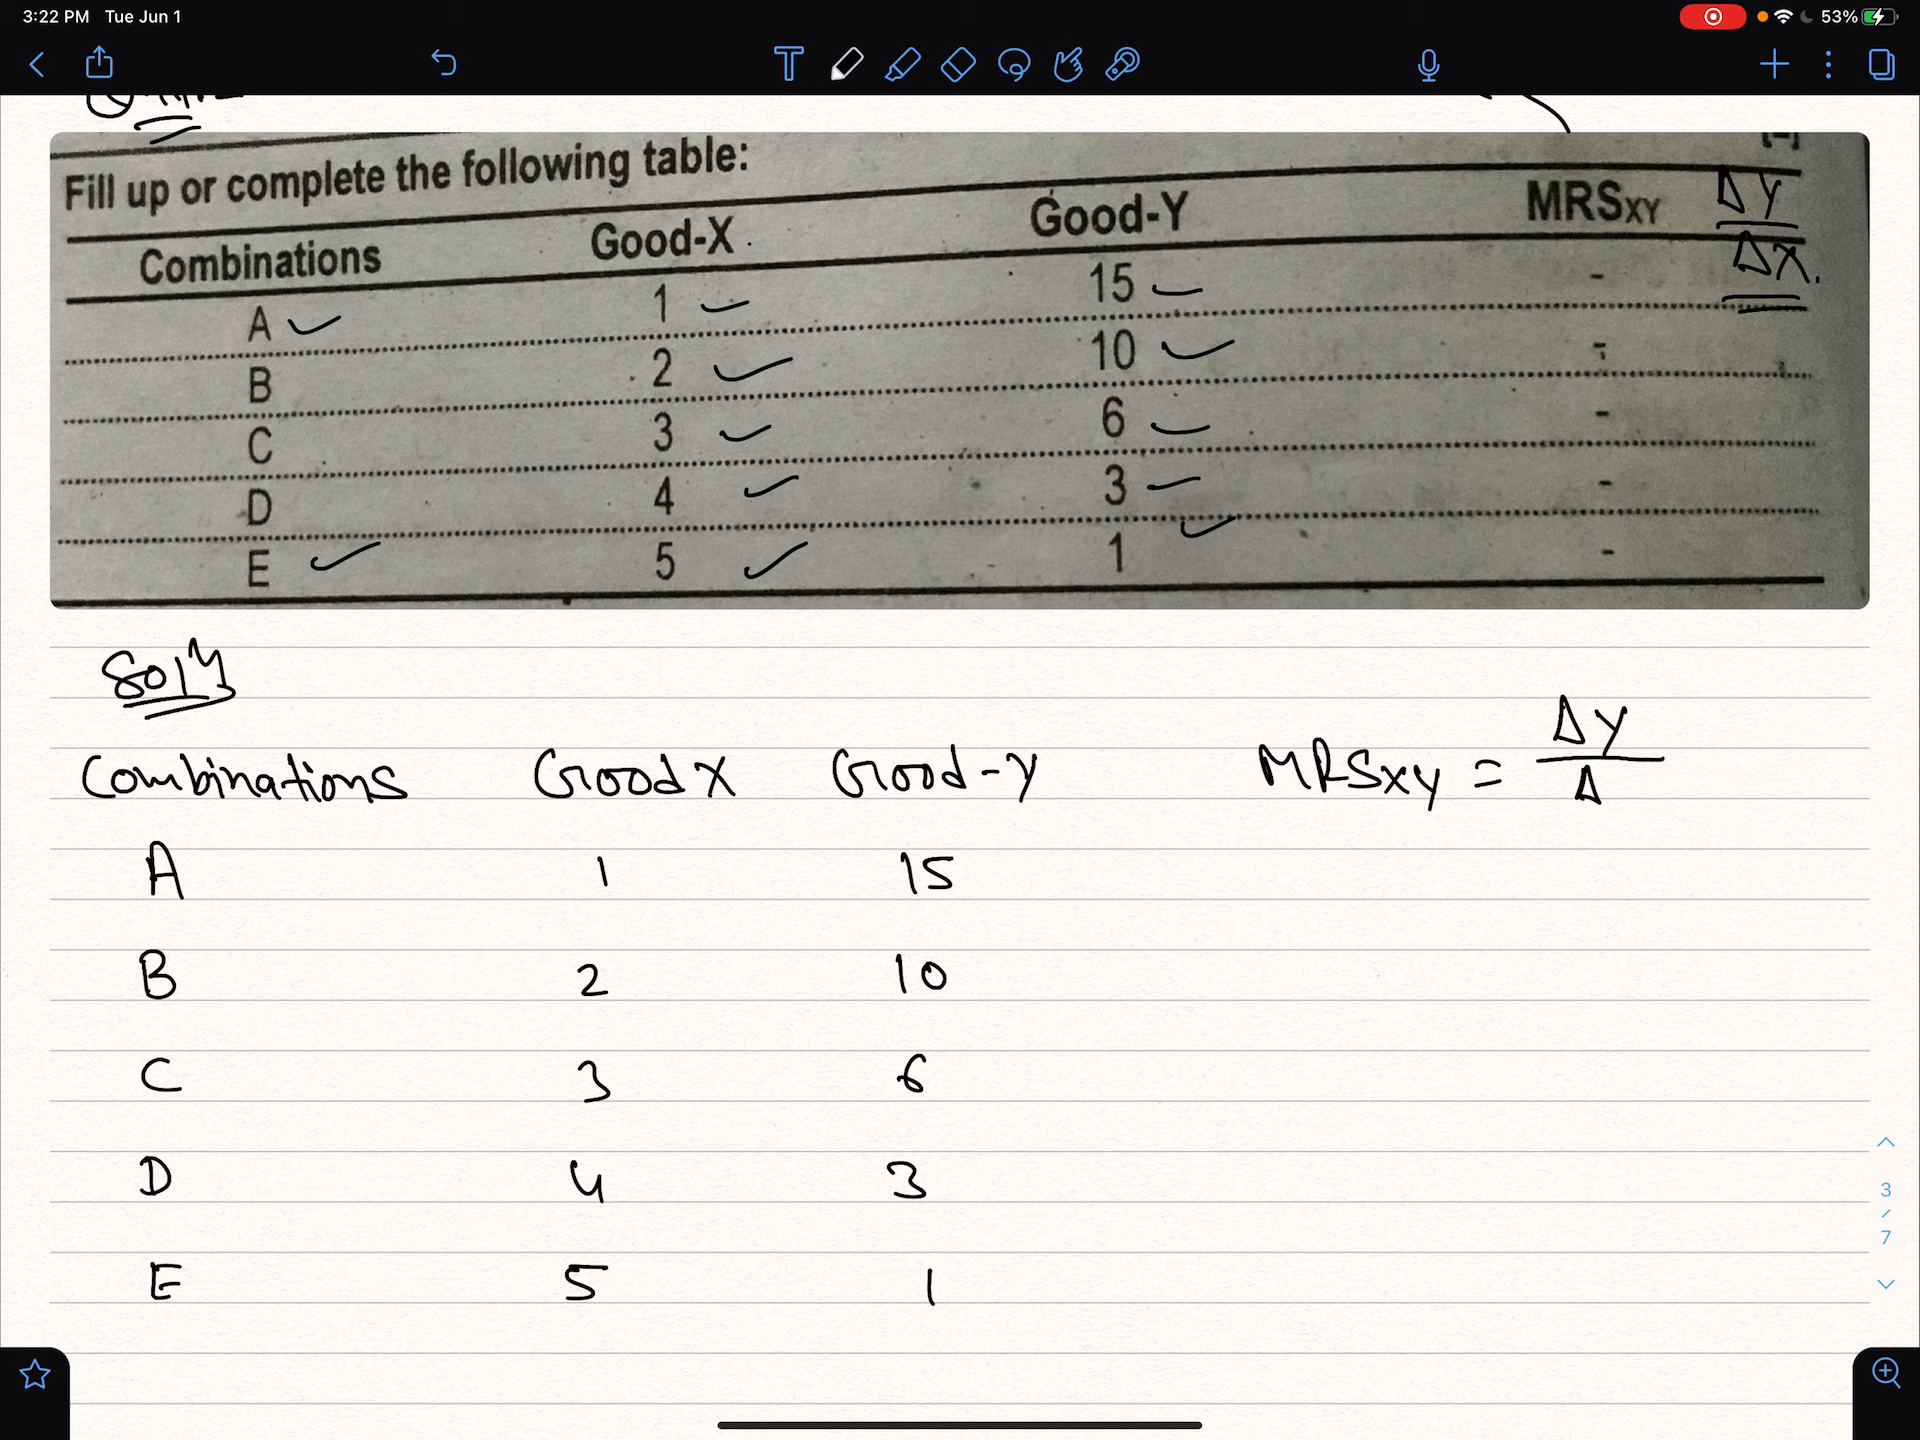 3:22 PM Tue Jun 1
53%
Fill up or complete the following table:
Combinations Good-X Good-Y MRSXY ΔY
ΔX.
A 1 15 -
B 2 10 -
C 3 6 -
D 4 3 -
E 5 1 -
Solⁿ
Combinations Good X Good-Y MRSXY = ΔY
Δ
A 1 15
B 2 10
C 3 6
D 4 3
E 5 1
3
/
7